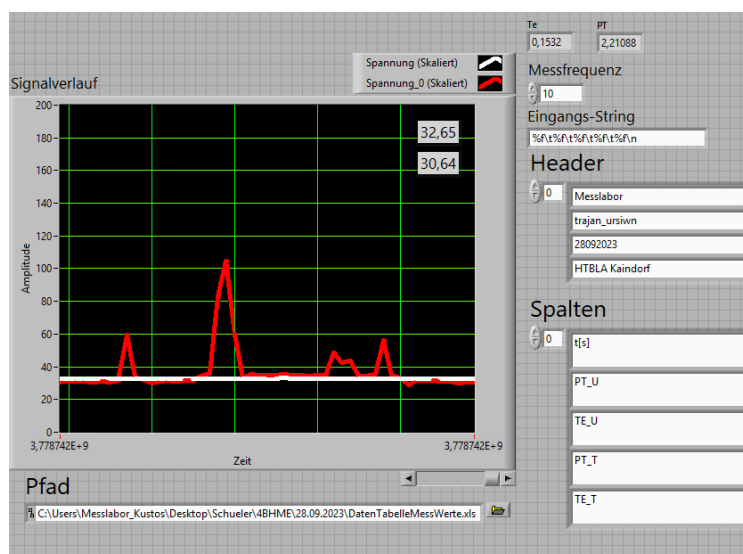 Te PT
0,1532 2,21088
Spannung (Skaliert)
Spannung_0 (Skaliert)
Messfrequenz
10
Signalverlauf
Eingangs-String
%f\t%f\t%f\t%f\t%f\n
200
180
160
140
120
100
80
60
40
20
0
Amplitude
32,65
30,64
3,778742E+9 3,778742E+9
Zeit
Header
0
Messlabor
trajan_ursiwn
28092023
HTBLA Kaindorf
Spalten
0
t[s]
PT_U
TE_U
PT_T
TE_T
Pfad
C:\Users\Messlabor_Kustos\Desktop\Schueler\4BHME\28.09.2023\DatenTabelleMessWerte.xls